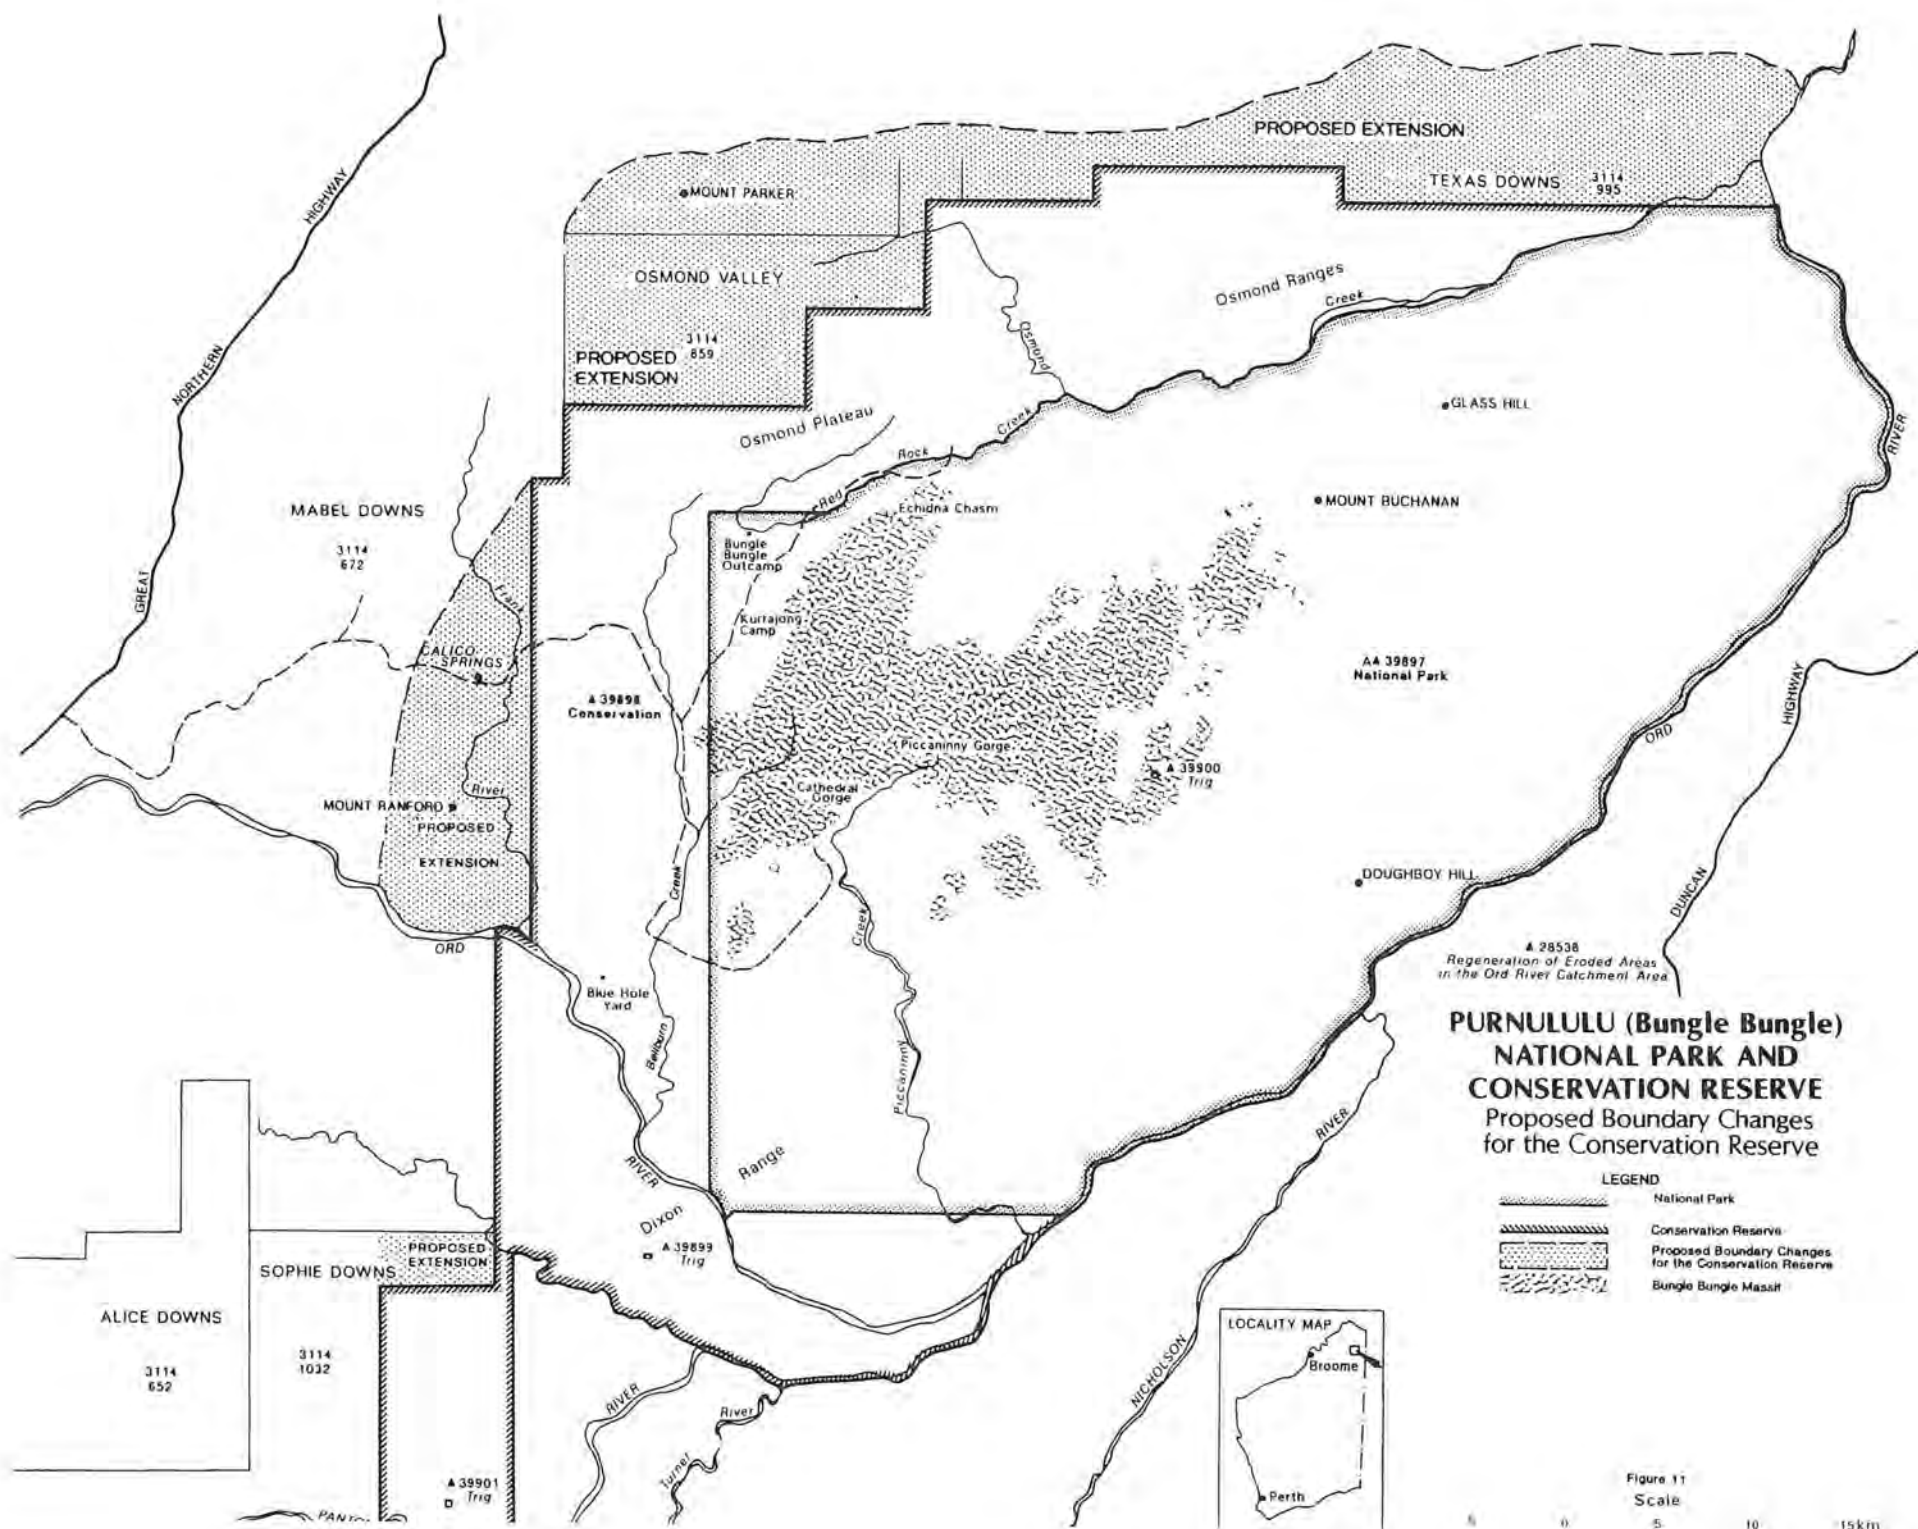 PROPOSED EXTENSION
MOUNT PARKER
TEXAS DOWNS
3114
995
HIGHWAY
NORTHERN
GREAT
OSMOND VALLEY
3114
859
PROPOSED
EXTENSION
Osmond Ranges
Creek
Osmond
RIVER
Osmond Plateau
GLASS HILL
Creek
Rock
Red
Echidna Chasm
MOUNT BUCHANAN
MABEL DOWNS
3114
672
Bungle
Bungle
Outcamp
Frank
Kurrajong
Camp
CALICO
SPRINGS
A 39898
Conservation
AA 39897
National Park
HIGHWAY
ORD
DUNCAN
Piccaninny Gorge
A 39900
Trig
Cathedral
Gorge
River
MOUNT RANFORD
PROPOSED
EXTENSION
Creek
DOUGHBOY HILL
Creek
ORD
A 28538
Regeneration of Eroded Areas
in the Ord River Catchment Area
Blue Hole
Yard
Bellburn
Piccaninny
PURNULULU (Bungle Bungle)
NATIONAL PARK AND
CONSERVATION RESERVE
Proposed Boundary Changes
for the Conservation Reserve
LEGEND
National Park
Conservation Reserve
Proposed Boundary Changes
for the Conservation Reserve
Bungle Bungle Massif
RIVER
RIVER
Range
Dixon
A 39899
Trig
PROPOSED
EXTENSION
SOPHIE DOWNS
ALICE DOWNS
3114
652
3114
1032
RIVER
River
Turner
NICHOLSON
LOCALITY MAP
Broome
Perth
A 39901
Trig
Figure 11
Scale
5 0 5 10 15km